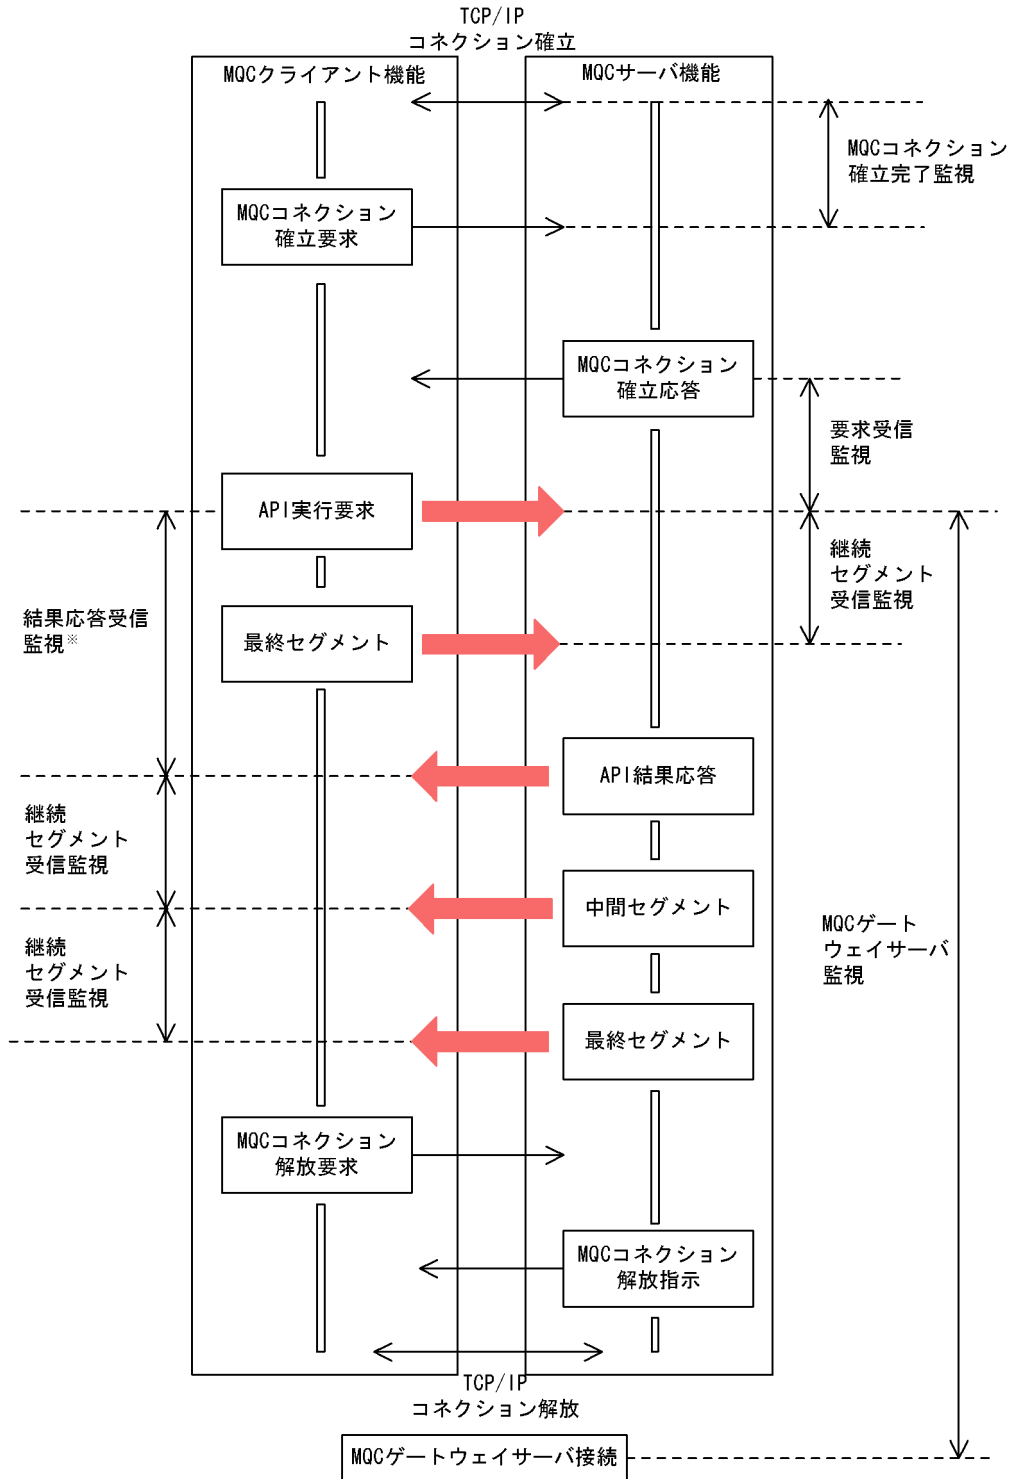 TCP/IP
コネクション確立
MQCクライアント機能
MQCサーバ機能
MQCコネクション
確立完了監視
MQCコネクション
確立要求
MQCコネクション
確立応答
要求受信
監視
API実行要求
継続
セグメント
受信監視
結果応答受信
監視※
最終セグメント
API結果応答
継続
セグメント
受信監視
中間セグメント
MQCゲート
ウェイサーバ
監視
継続
セグメント
受信監視
最終セグメント
MQCコネクション
解放要求
MQCコネクション
解放指示
TCP/IP
コネクション解放
MQCゲートウェイサーバ接続